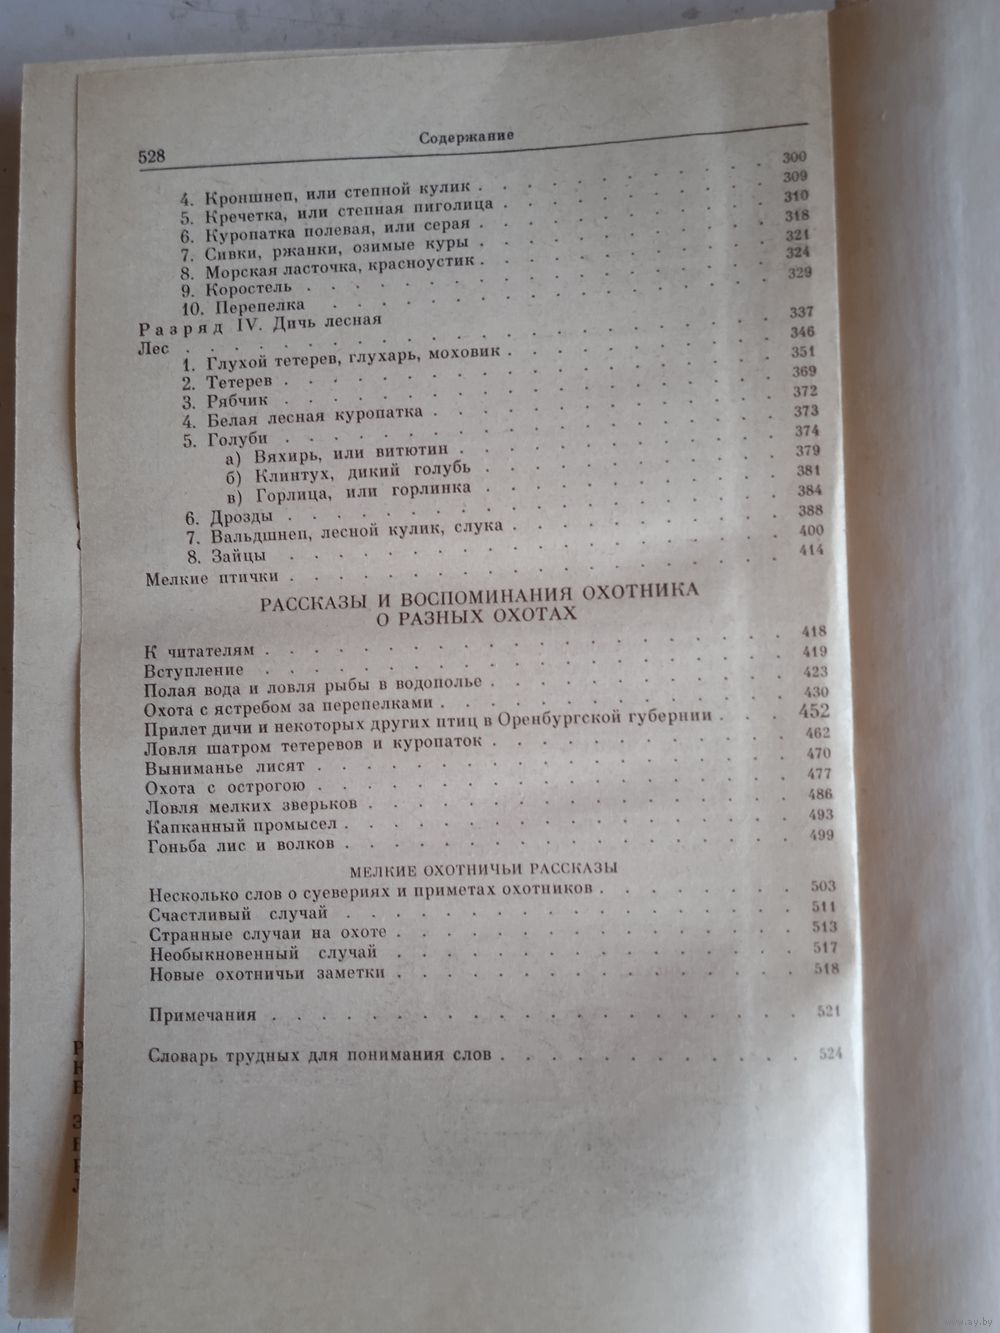 528
Содержание
4. Кроншнеп, или степной кулик . . . . . . . . . . . . 300
5. Кречетка, или степная пиголица . . . . . . . . . . . 309
6. Куропатка полевая, или серая . . . . . . . . . . . . 310
7. Сивки, ржанки, озимые куры . . . . . . . . . . . . 318
8. Морская ласточка, красноустик . . . . . . . . . . . . 321
9. Коростель . . . . . . . . . . . . . . . . . . . 324
10. Перепелка . . . . . . . . . . . . . . . . . . 329
Разряд IV. Дичь лесная
Лес . . . . . . . . . . . . . . . . . . . . . . . . 337
1. Глухой тетерев, глухарь, моховик . . . . . . . . . . . 346
2. Тетерев . . . . . . . . . . . . . . . . . . . . 351
3. Рябчик . . . . . . . . . . . . . . . . . . . . 369
4. Белая лесная куропатка . . . . . . . . . . . . . . 372
5. Голуби . . . . . . . . . . . . . . . . . . . . 373
а) Вяхирь, или витютин . . . . . . . . . . . . . 374
б) Клинтух, дикий голубь . . . . . . . . . . . . 379
в) Горлица, или горлинка . . . . . . . . . . . . 381
6. Дрозды . . . . . . . . . . . . . . . . . . . . 384
7. Вальдшнеп, лесной кулик, слука . . . . . . . . . . . 388
8. Зайцы . . . . . . . . . . . . . . . . . . . . 400
Мелкие птички . . . . . . . . . . . . . . . . . . . . 414
РАССКАЗЫ И ВОСПОМИНАНИЯ ОХОТНИКА
О РАЗНЫХ ОХОТАХ
К читателям . . . . . . . . . . . . . . . . . . . . . 418
Вступление . . . . . . . . . . . . . . . . . . . . . 419
Полая вода и ловля рыбы в водополье . . . . . . . . . . . . 423
Охота с ястребом за перепелками . . . . . . . . . . . . . . 430
Прилет дичи и некоторых других птиц в Оренбургской губернии . . . 452
Ловля шатром тетеревов и куропаток . . . . . . . . . . . . 462
Выниманье лисят . . . . . . . . . . . . . . . . . . . 470
Охота с острогою . . . . . . . . . . . . . . . . . . . 477
Ловля мелких зверьков . . . . . . . . . . . . . . . . . 486
Капканный промысел . . . . . . . . . . . . . . . . . . 493
Гоньба лис и волков . . . . . . . . . . . . . . . . . . 499
МЕЛКИЕ ОХОТНИЧЬИ РАССКАЗЫ
Несколько слов о суевериях и приметах охотников . . . . . . . . 503
Счастливый случай . . . . . . . . . . . . . . . . . . 511
Странные случаи на охоте . . . . . . . . . . . . . . . . 513
Необыкновенный случай . . . . . . . . . . . . . . . . 517
Новые охотничьи заметки . . . . . . . . . . . . . . . . 518
Примечания . . . . . . . . . . . . . . . . . . . . . 521
Словарь трудных для понимания слов . . . . . . . . . . . . 524
www.ay.by